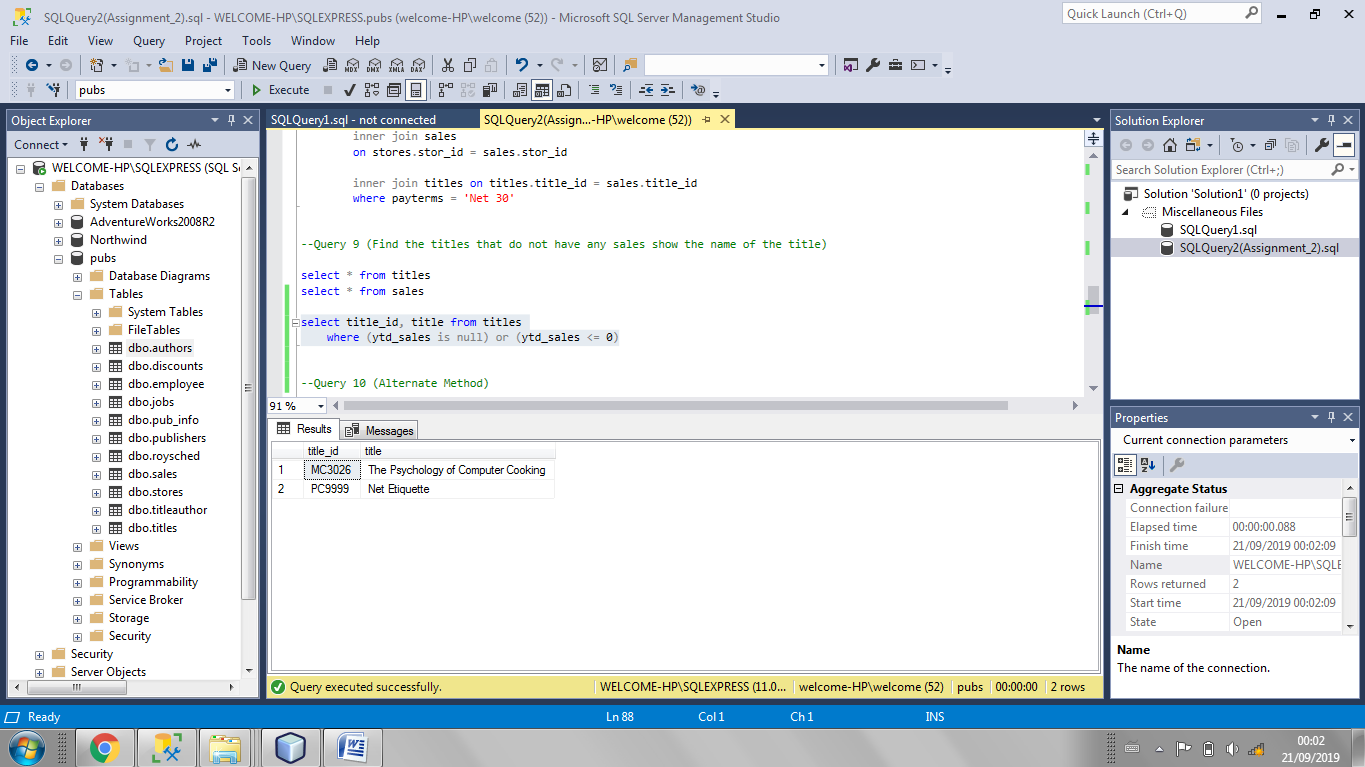 SQLQuery2(Assignment_2).sql - WELCOME-HP\SQLEXPRESS.pubs (welcome-HP\welcome (52)) - Microsoft SQL Server Management Studio
Quick Launch (Ctrl+Q)
File Edit View Query Project Tools Window Help
New Query MDX DMX XMLA DAX
pubs Execute
Object Explorer
Connect
WELCOME-HP\SQLEXPRESS (SQL S
Databases
System Databases
AdventureWorks2008R2
Northwind
pubs
Database Diagrams
Tables
System Tables
FileTables
dbo.authors
dbo.discounts
dbo.employee
dbo.jobs
dbo.pub_info
dbo.publishers
dbo.roysched
dbo.sales
dbo.stores
dbo.titleauthor
dbo.titles
Views
Synonyms
Programmability
Service Broker
Storage
Security
Security
Server Objects
SQLQuery1.sql - not connected
SQLQuery2(Assign...-HP\welcome (52))
inner join sales
on stores.stor_id = sales.stor_id
inner join titles on titles.title_id = sales.title_id
where payterms = 'Net 30'
--Query 9 (Find the titles that do not have any sales show the name of the title)
select * from titles
select * from sales
select title_id, title from titles
where (ytd_sales is null) or (ytd_sales <= 0)
--Query 10 (Alternate Method)
91 %
Results Messages
title_id title
1 MC3026 The Psychology of Computer Cooking
2 PC9999 Net Etiquette
Query executed successfully. WELCOME-HP\SQLEXPRESS (11.0... welcome-HP\welcome (52) pubs 00:00:00 2 rows
Solution Explorer
Search Solution Explorer (Ctrl+;)
Solution 'Solution1' (0 projects)
Miscellaneous Files
SQLQuery1.sql
SQLQuery2(Assignment_2).sql
Properties
Current connection parameters
Aggregate Status
Connection failure
Elapsed time 00:00:00.088
Finish time 21/09/2019 00:02:09
Name WELCOME-HP\SQLE
Rows returned 2
Start time 21/09/2019 00:02:09
State Open
Name
The name of the connection.
Ready Ln 88 Col 1 Ch 1 INS
00:02
21/09/2019